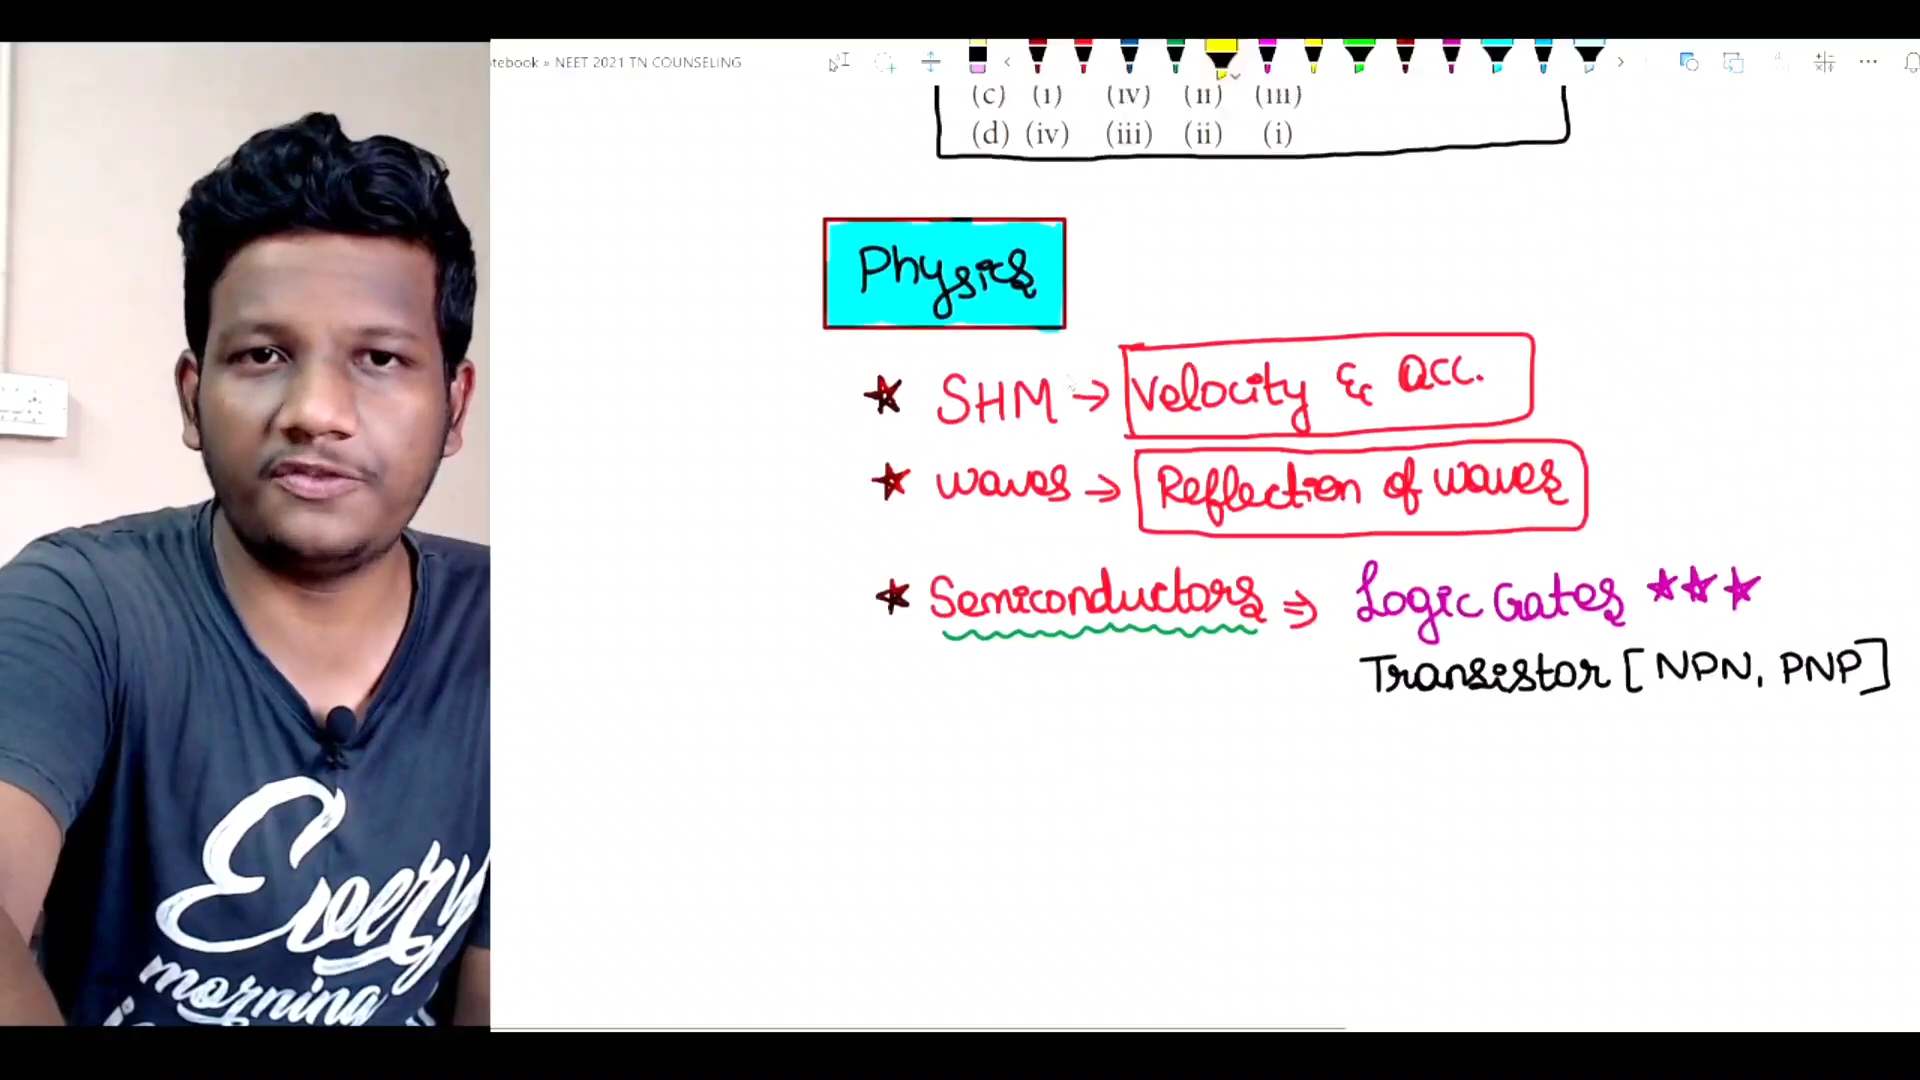 tebook » NEET 2021 TN COUNSELING
(c) (i) (iv) (ii) (iii)
(d) (iv) (iii) (ii) (i)
Physics
SHM → Velocity & acc.
waves → Reflection of waves
Semiconductors ⇒ Logic Gates
Transistor [NPN, PNP]
Every
morning